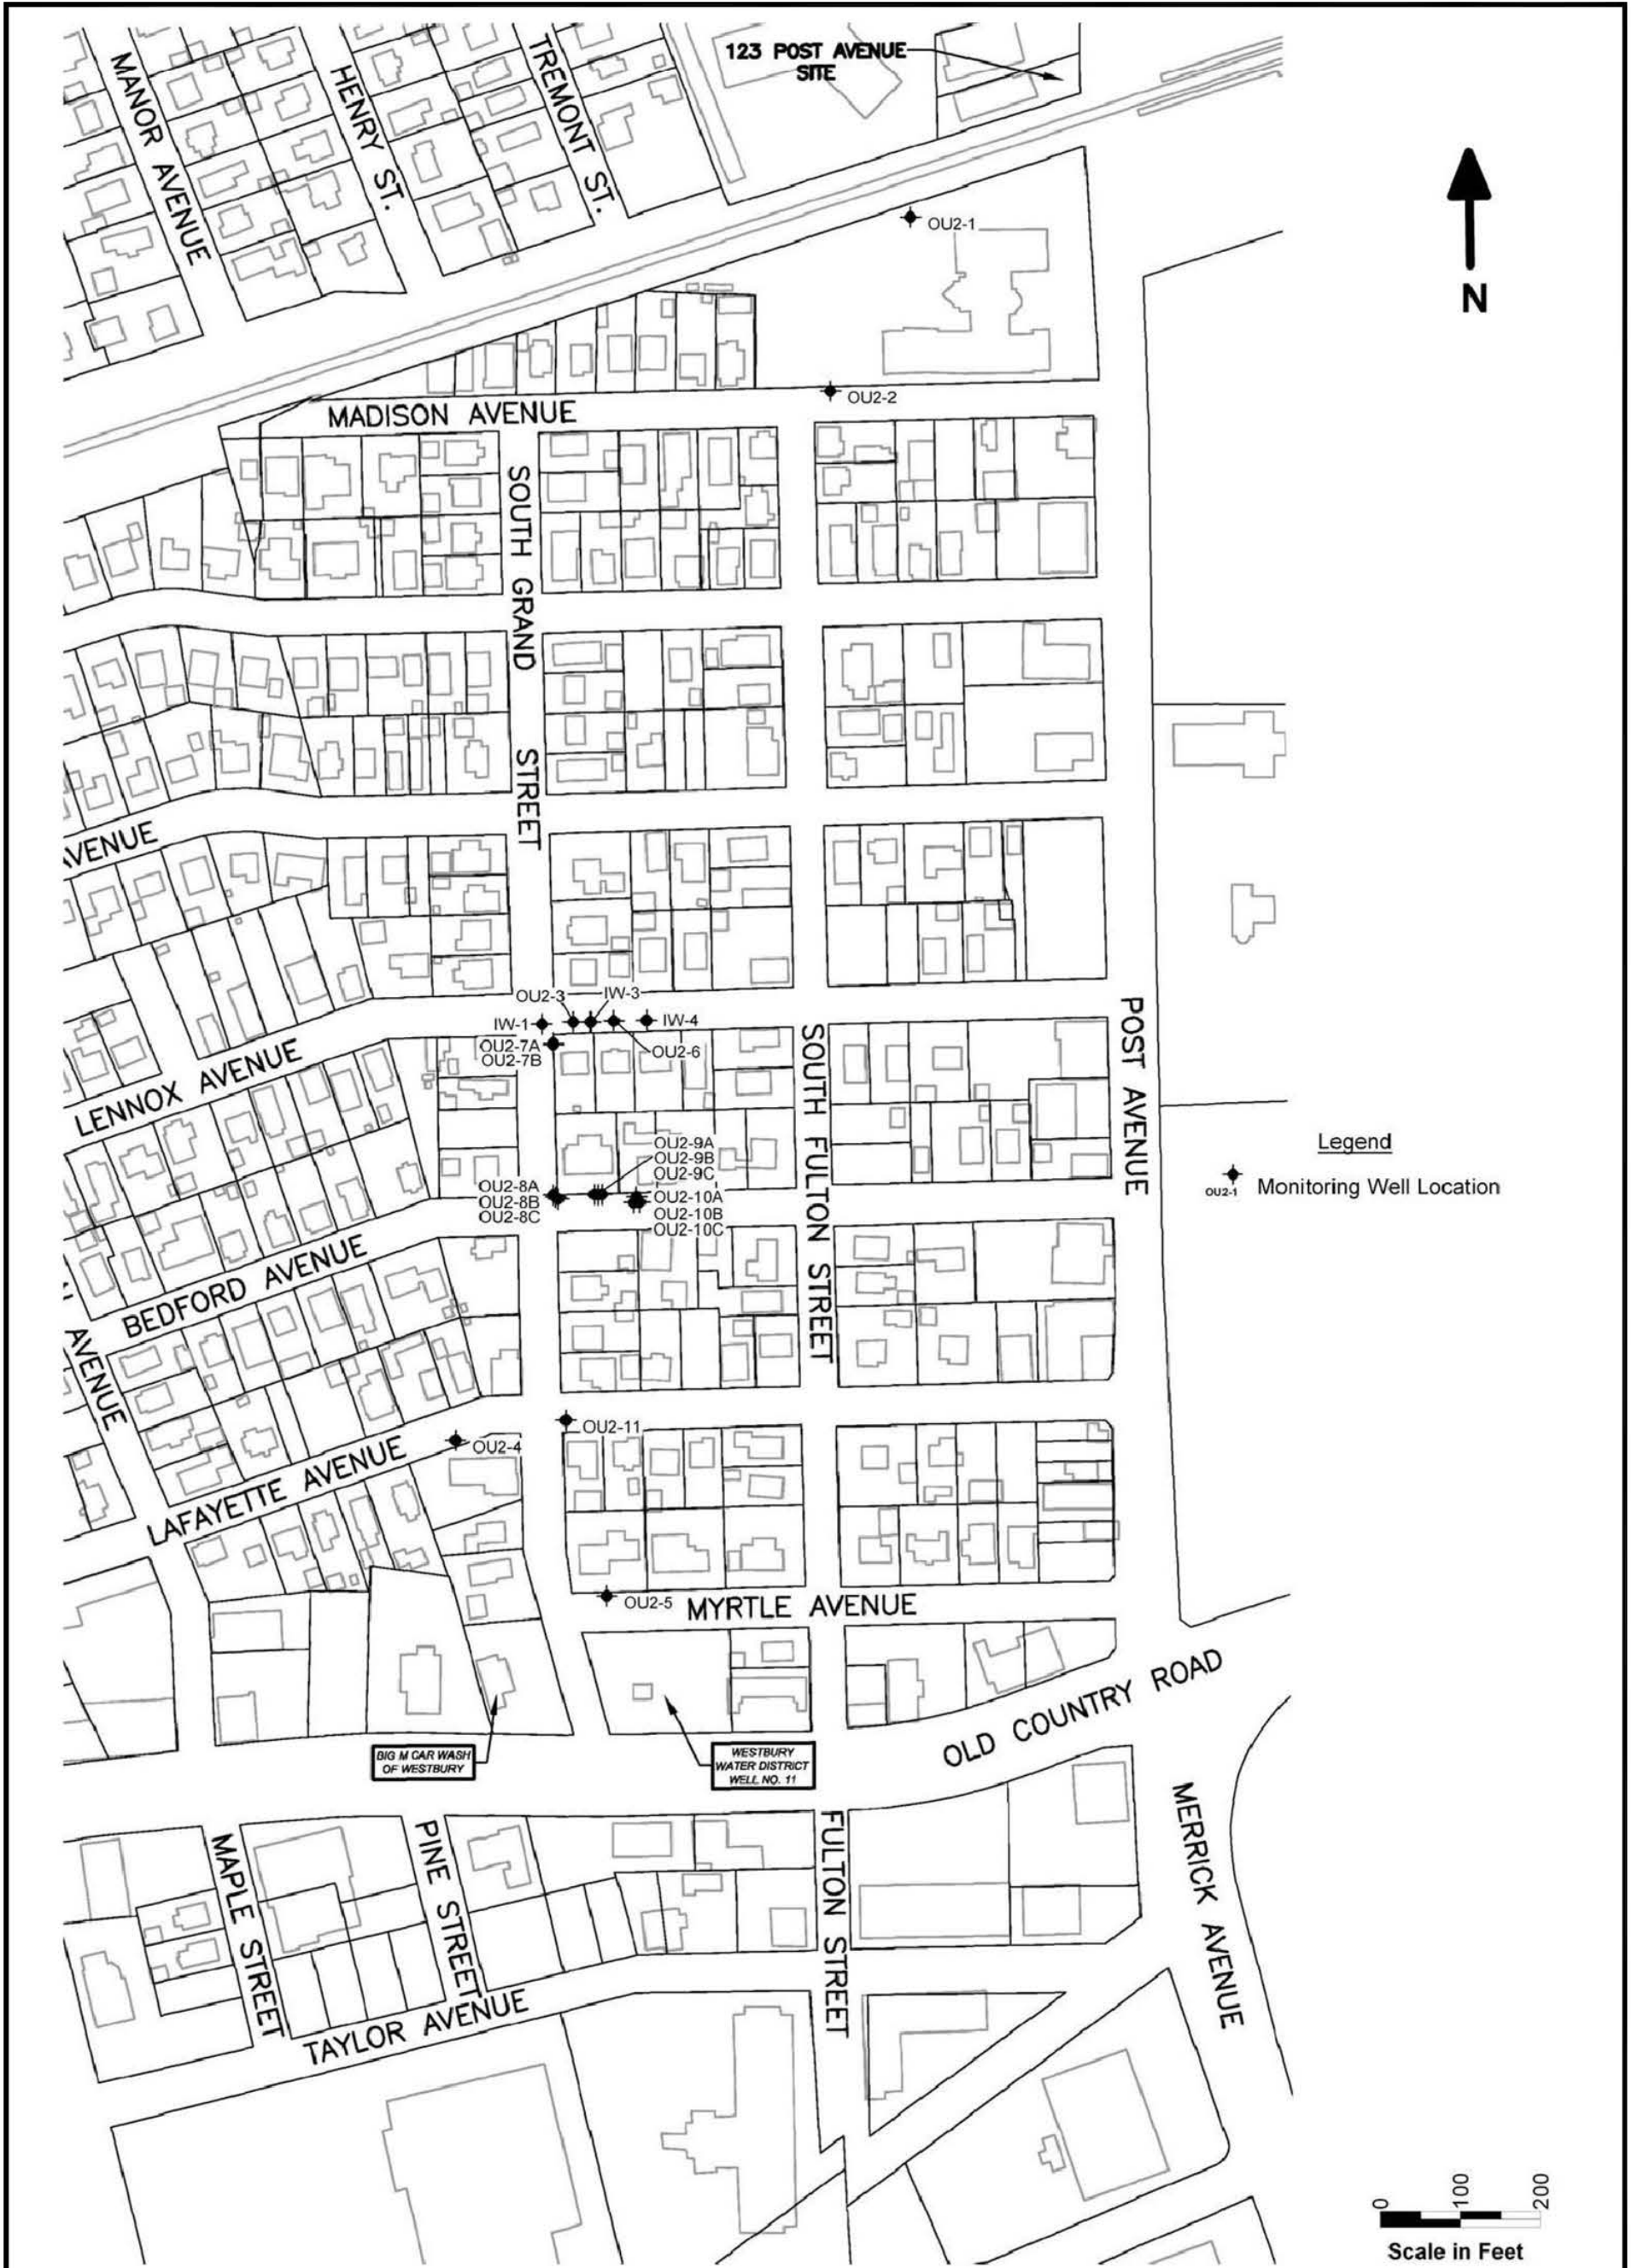 123 POST AVENUE
SITE
MANOR AVENUE
HENRY ST.
TREMONT ST.
N
OU2-1
OU2-2
MADISON AVENUE
SOUTH GRAND STREET
AVENUE
OU2-3
IW-3
IW-1
IW-4
OU2-7A
OU2-7B
OU2-6
LENNOX AVENUE
SOUTH FULTON STREET
POST AVENUE
Legend
OU2-1 Monitoring Well Location
OU2-9A
OU2-9B
OU2-9C
OU2-8A
OU2-8B
OU2-8C
OU2-10A
OU2-10B
OU2-10C
BEDFORD AVENUE
AVENUE
OU2-11
OU2-4
LAFAYETTE AVENUE
OU2-5
MYRTLE AVENUE
OLD COUNTRY ROAD
BIG M CAR WASH
OF WESTBURY
WESTBURY
WATER DISTRICT
WELL NO. 11
MAPLE STREET
PINE STREET
FULTON STREET
MERRICK AVENUE
TAYLOR AVENUE
0 100 200
Scale in Feet